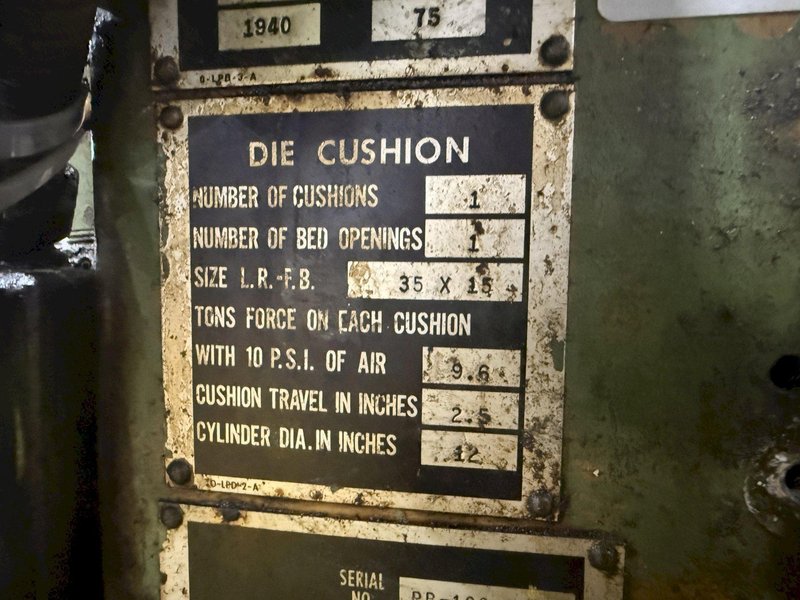 1940 75
DIE CUSHION
NUMBER OF CUSHIONS 1
NUMBER OF BED OPENINGS 1
SIZE L.R.-F.B. 35 X 15
TONS FORCE ON EACH CUSHION
WITH 10 P.S.I. OF AIR 9.6
CUSHION TRAVEL IN INCHES 2.5
CYLINDER DIA. IN INCHES 12
SERIAL
NO.